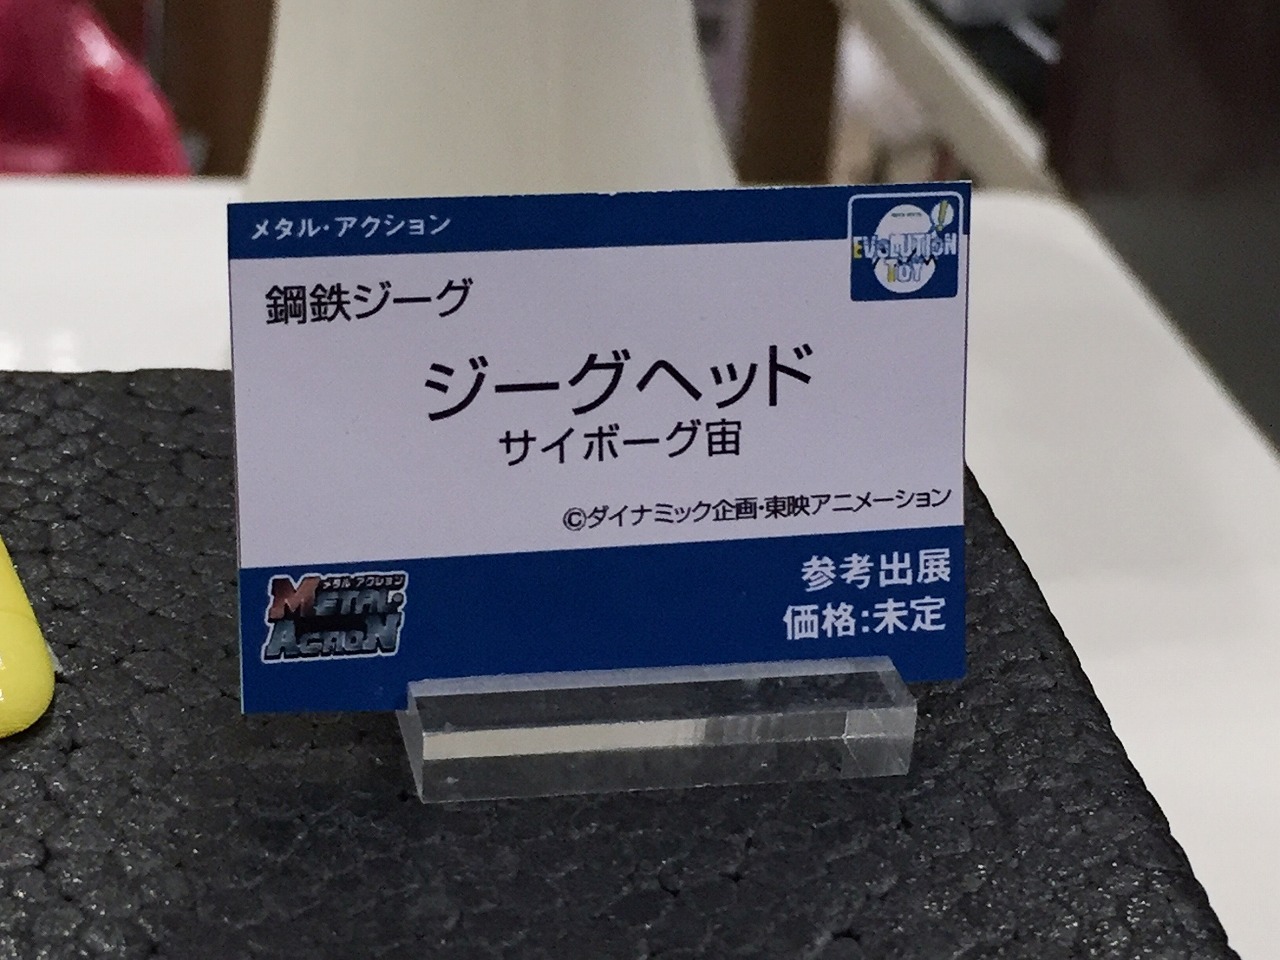 メタル・アクション
EVOLUTION
TOY
鋼鉄ジーグ
ジーグヘッド
サイボーグ宙
©ダイナミック企画・東映アニメーション
メタル・アクション
METAL
ACTION
参考出展
価格:未定